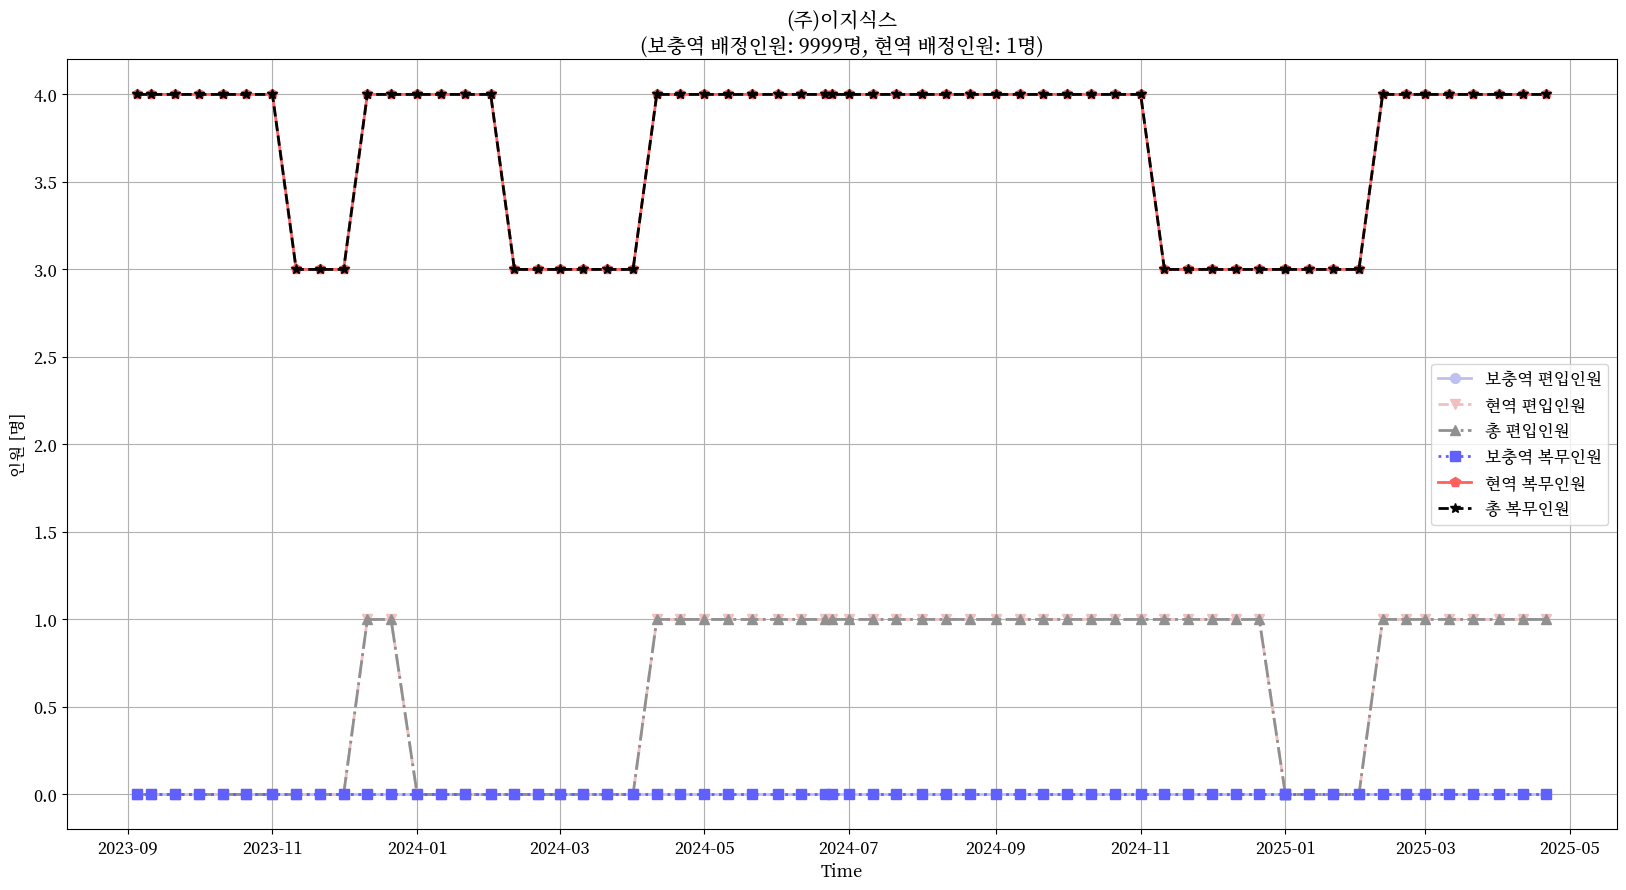 (주)이지식스
(보충역 배정인원: 9999명, 현역 배정인원: 1명)
인원 [명]
4.0
3.5
3.0
2.5
2.0
1.5
1.0
0.5
0.0
보충역 편입인원
현역 편입인원
총 편입인원
보충역 복무인원
현역 복무인원
총 복무인원
2023-09 2023-11 2024-01 2024-03 2024-05 2024-07 2024-09 2024-11 2025-01 2025-03 2025-05
Time